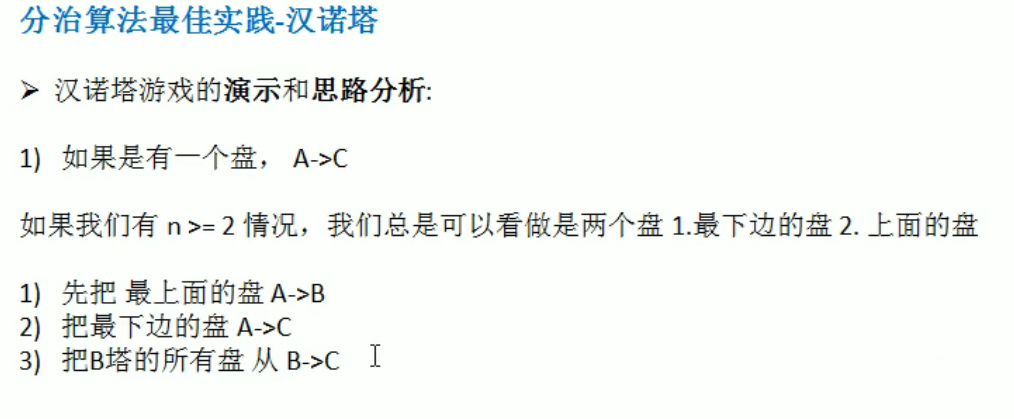 分治算法最佳实践-汉诺塔
➤ 汉诺塔游戏的演示和思路分析:
1) 如果是有一个盘， A->C
如果我们有 n >= 2 情况，我们总是可以看做是两个盘 1.最下边的盘 2. 上面的盘
1) 先把 最上面的盘 A->B
2) 把最下边的盘 A->C
3) 把B塔的所有盘 从 B->C